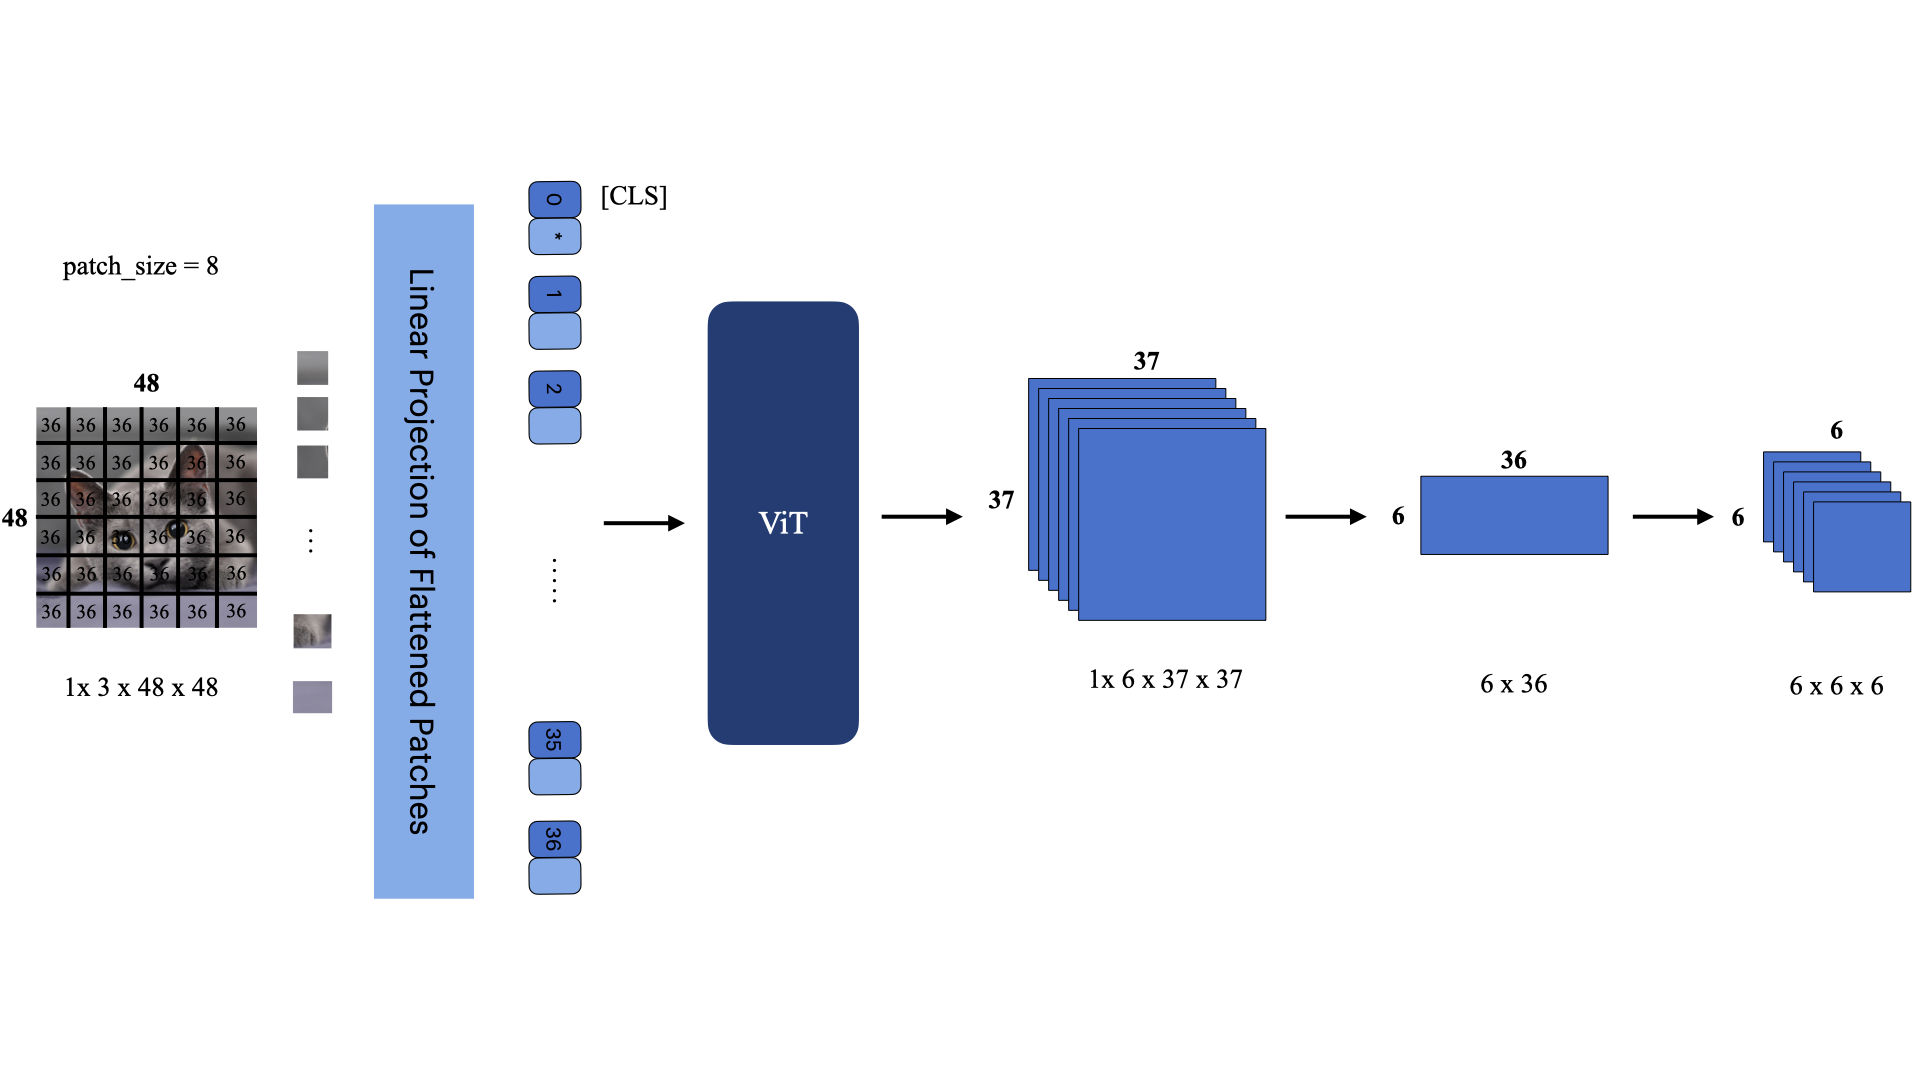 patch_size = 8
48
48
36 36 36 36 36 36
36 36 36 36 36 36
36 36 36 36 36 36
36 36 36 36 36 36
36 36 36 36 36 36
36 36 36 36 36 36
1x 3 x 48 x 48
Linear Projection of Flattened Patches
0
*
[CLS]
1
2
35
36
ViT
37
37
1x 6 x 37 x 37
36
6
6 x 36
6
6
6 x 6 x 6